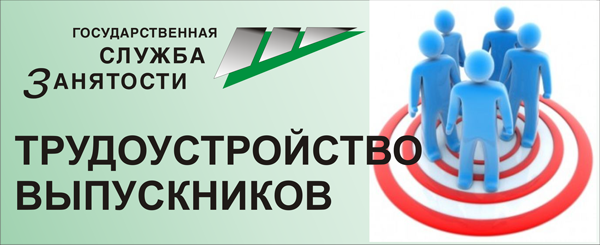 ГОСУДАРСТВЕННАЯ
СЛУЖБА
ЗАНЯТОСТИ
ТРУДОУСТРОЙСТВО
ВЫПУСКНИКОВ